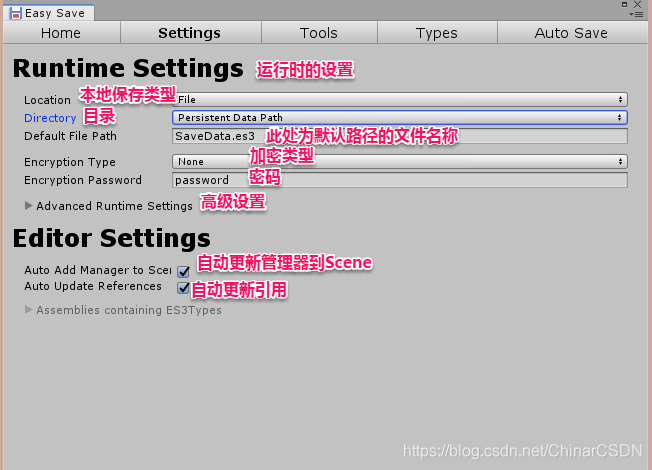 Easy Save
Home Settings Tools Types Auto Save
Runtime Settings 运行时的设置
Location 本地保存类型 File
Directory 目录 Persistent Data Path
Default File Path SaveData.es3 此处为默认路径的文件名称
Encryption Type None 加密类型
Encryption Password password 密码
Advanced Runtime Settings 高级设置
Editor Settings
Auto Add Manager to Scen 自动更新管理器到Scene
Auto Update References 自动更新引用
Assemblies containing ES3Types
https://blog.csdn.net/ChinarCSDN